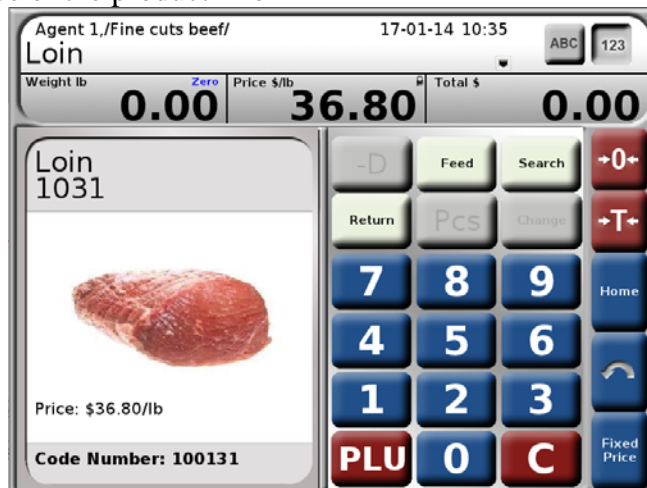 Agent 1,/Fine cuts beef/ 17-01-14 10:35
Loin
ABC 123
Weight lb Zero Price $/lb Total $
0.00 36.80 0.00
Loin
1031
Price: $36.80/lb
Code Number: 100131
-D Feed Search →0←
Return Pcs Change →T←
7 8 9 Home
4 5 6
1 2 3
PLU 0 C Fixed
Price